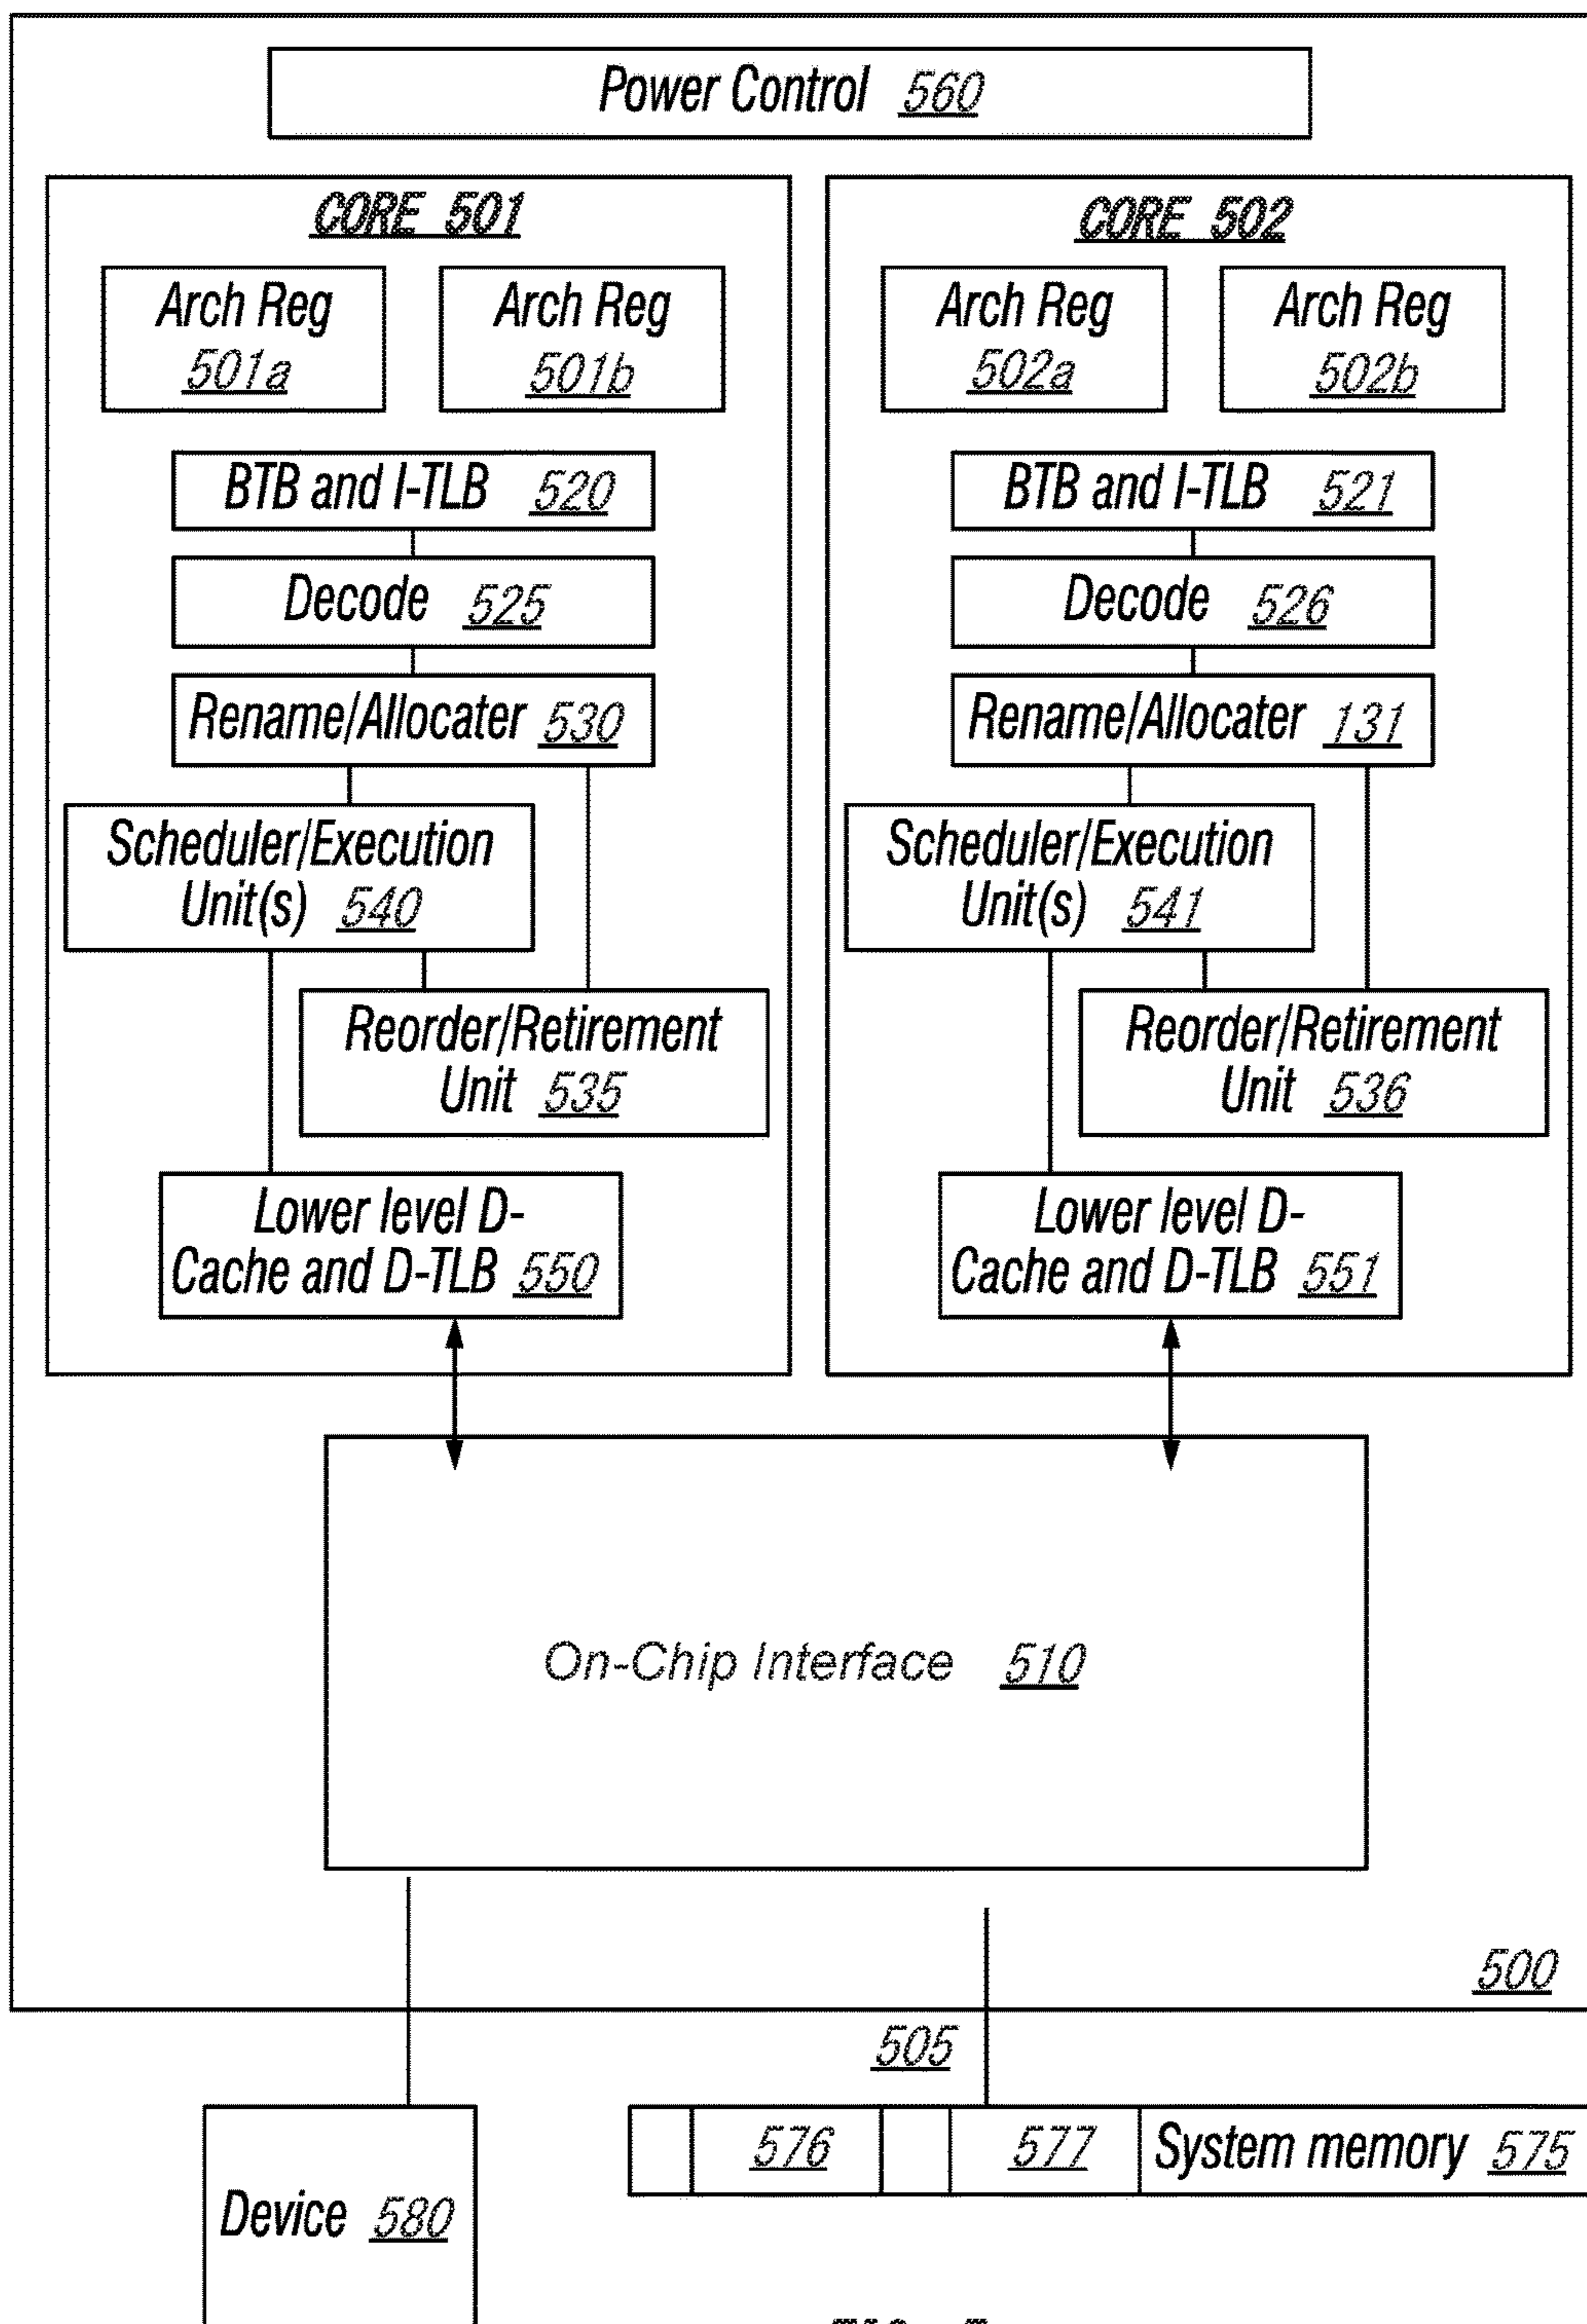 Power Control 560
CORE 501
Arch Reg
501a
Arch Reg
501b
BTB and I-TLB 520
Decode 525
Rename/Allocater 530
Scheduler/Execution
Unit(s) 540
Reorder/Retirement
Unit 535
Lower level D-
Cache and D-TLB 550
CORE 502
Arch Reg
502a
Arch Reg
502b
BTB and I-TLB 521
Decode 526
Rename/Allocater 131
Scheduler/Execution
Unit(s) 541
Reorder/Retirement
Unit 536
Lower level D-
Cache and D-TLB 551
On-Chip Interface 510
500
505
576
577
System memory 575
Device 580